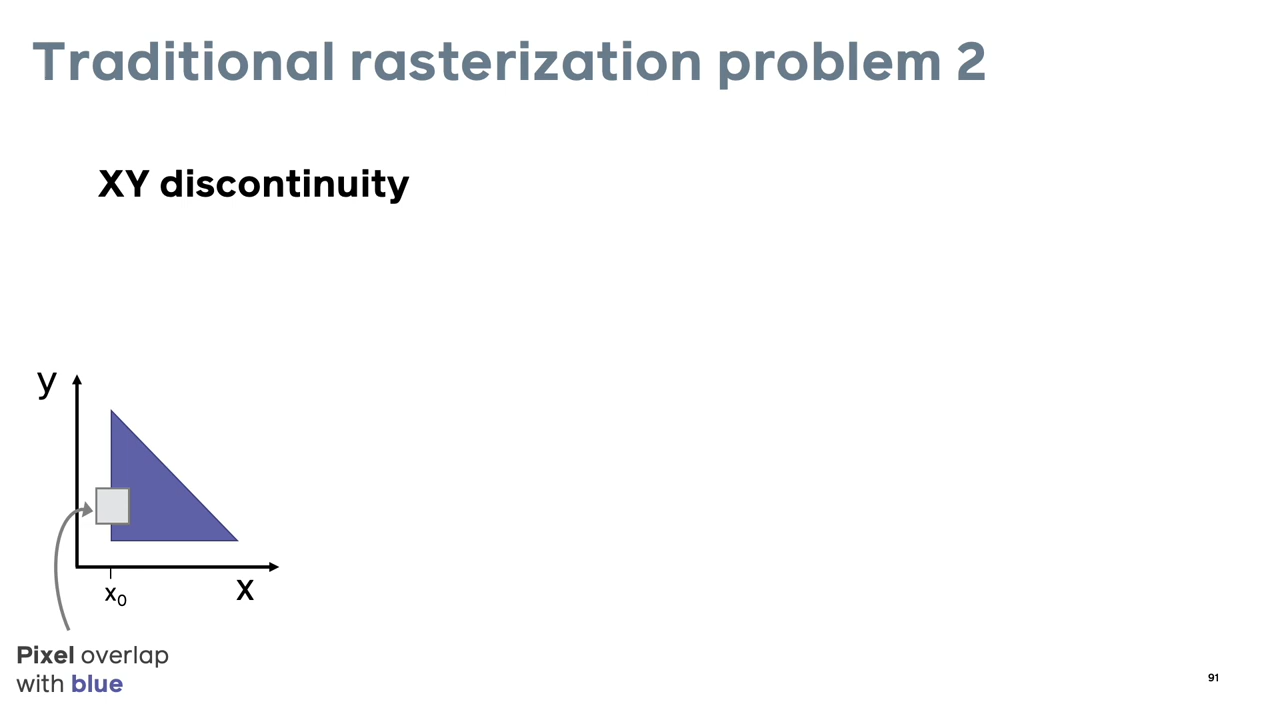 Traditional rasterization problem 2
XY discontinuity
y
x₀
x
Pixel overlap
with blue
91